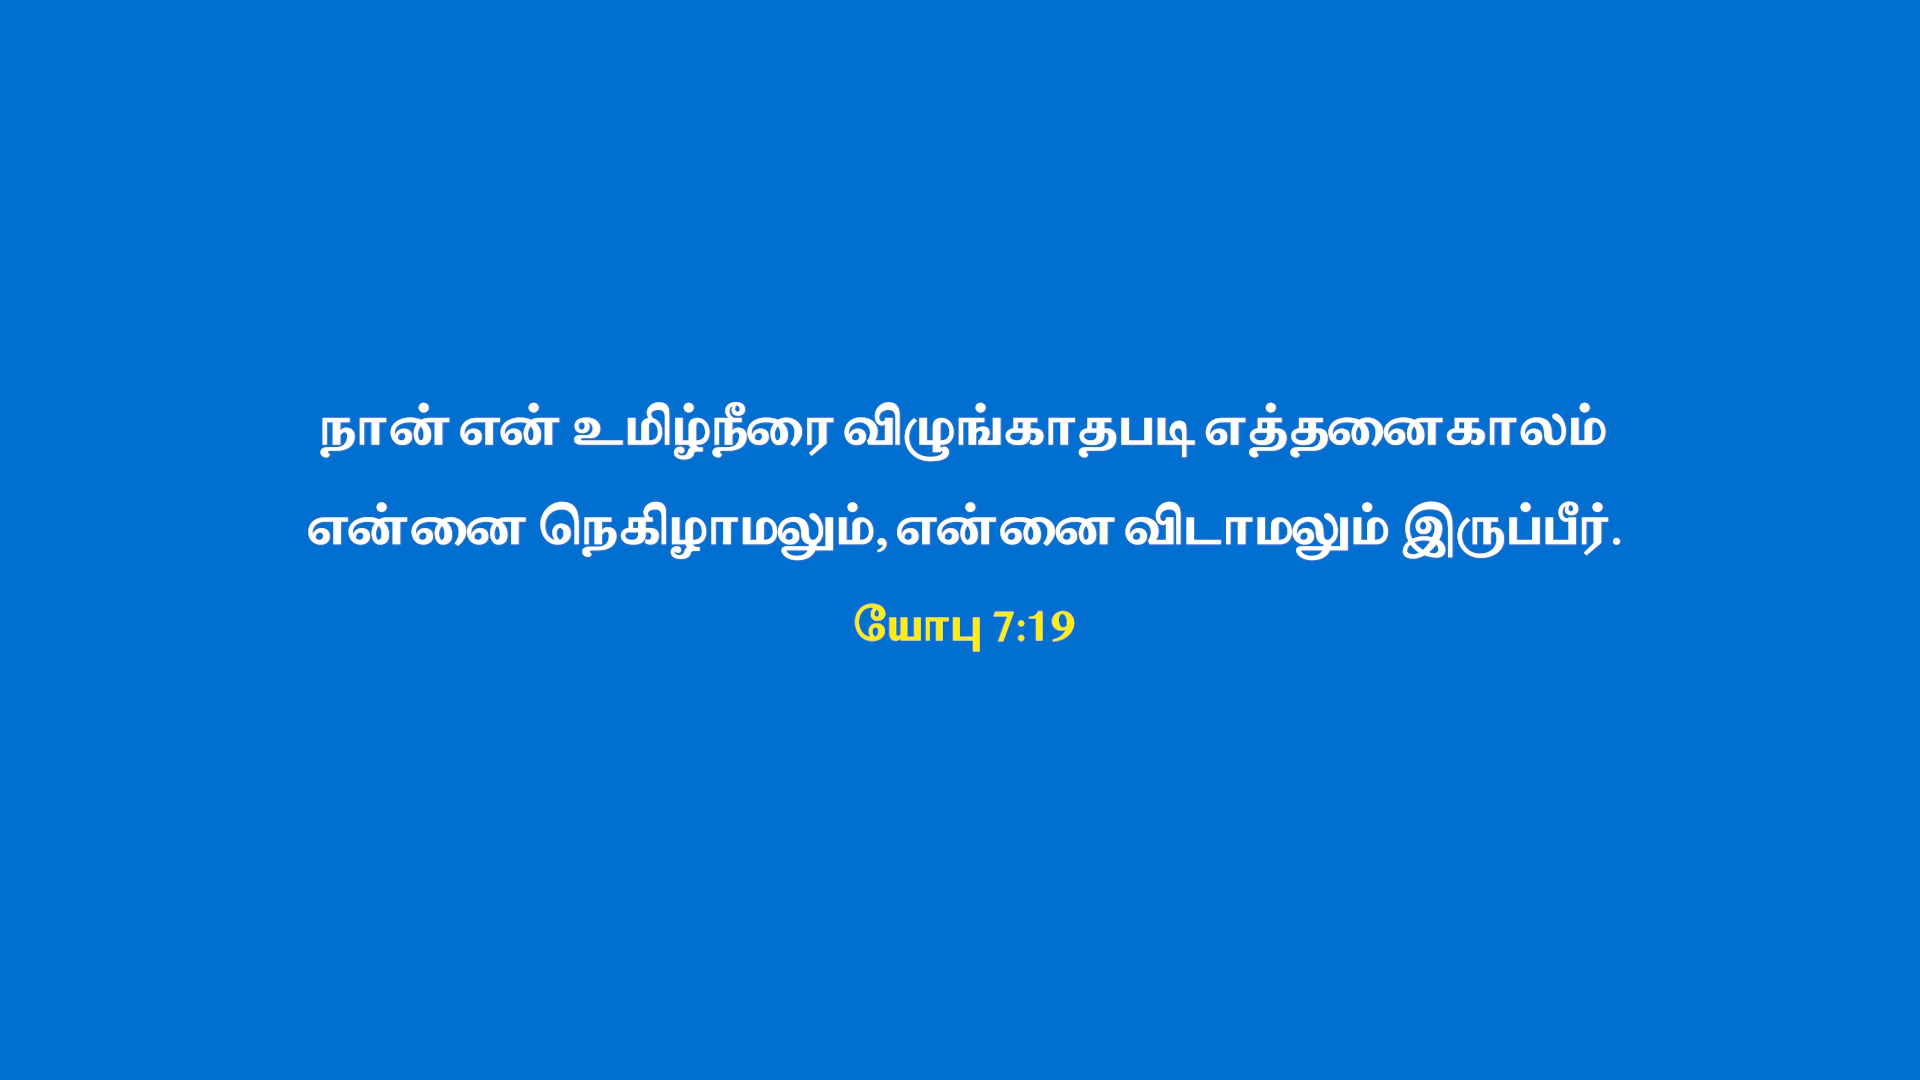 நான் என் உமிழ்நீரை விழுங்காதபடி எத்தனைகாலம்
என்னை நெகிழாமலும், என்னை விடாமலும் இருப்பீர்.
யோபு 7:19